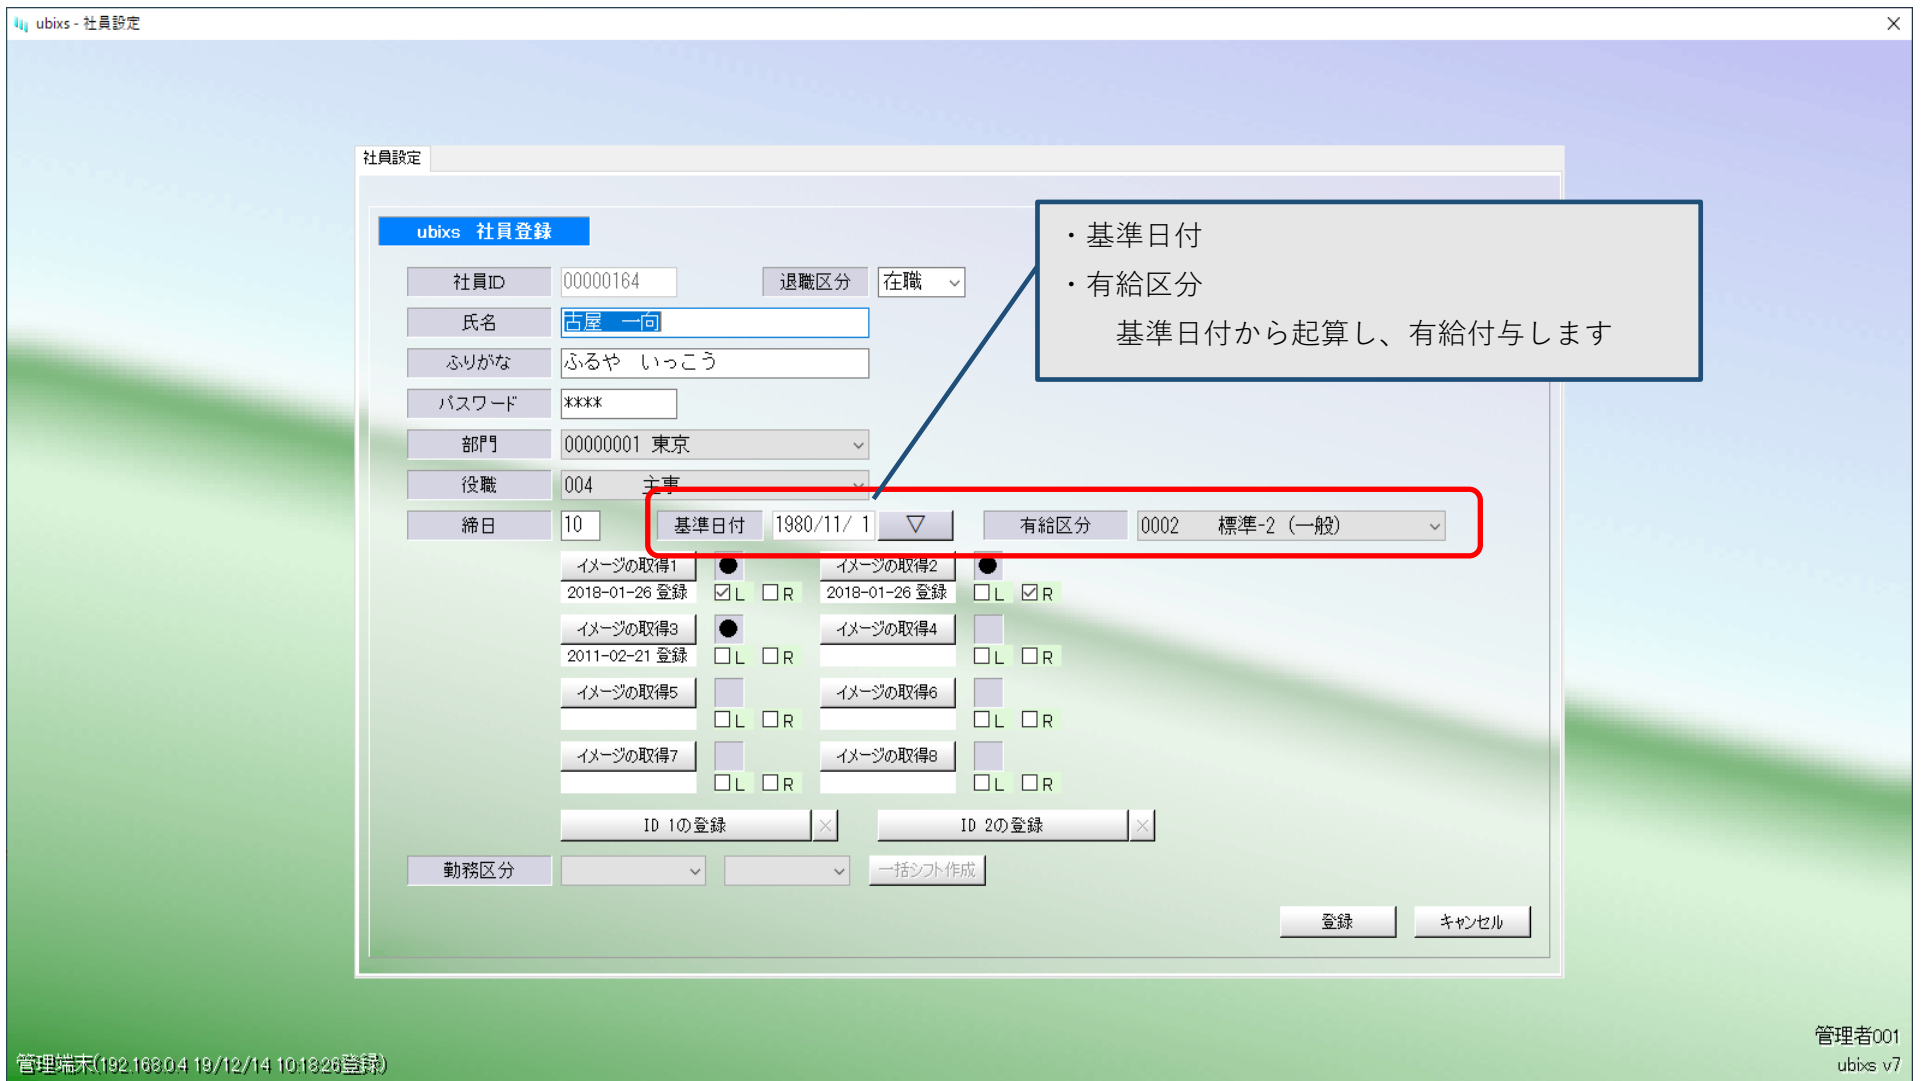 ubixs - 社員設定
社員設定
ubixs 社員登録
・基準日付
・有給区分
基準日付から起算し、有給付与します
社員ID 00000164 退職区分 在職
氏名 古屋　一向
ふりがな ふるや　いっこう
パスワード ****
部門 00000001 東京
役職 004 主事
締日 10 基準日付 1980/11/ 1 ▽ 有給区分 0002 標準-2 (一般)
イメージの取得1 イメージの取得2
2018-01-26 登録 L R 2018-01-26 登録 L R
イメージの取得3 イメージの取得4
2011-02-21 登録 L R L R
イメージの取得5 イメージの取得6
L R L R
イメージの取得7 イメージの取得8
L R L R
ID 1の登録 × ID 2の登録 ×
勤務区分 一括シフト作成
登録 キャンセル
管理者001
管理端末(192.168.0.4 19/12/14 10:18:26登録) ubixs v7